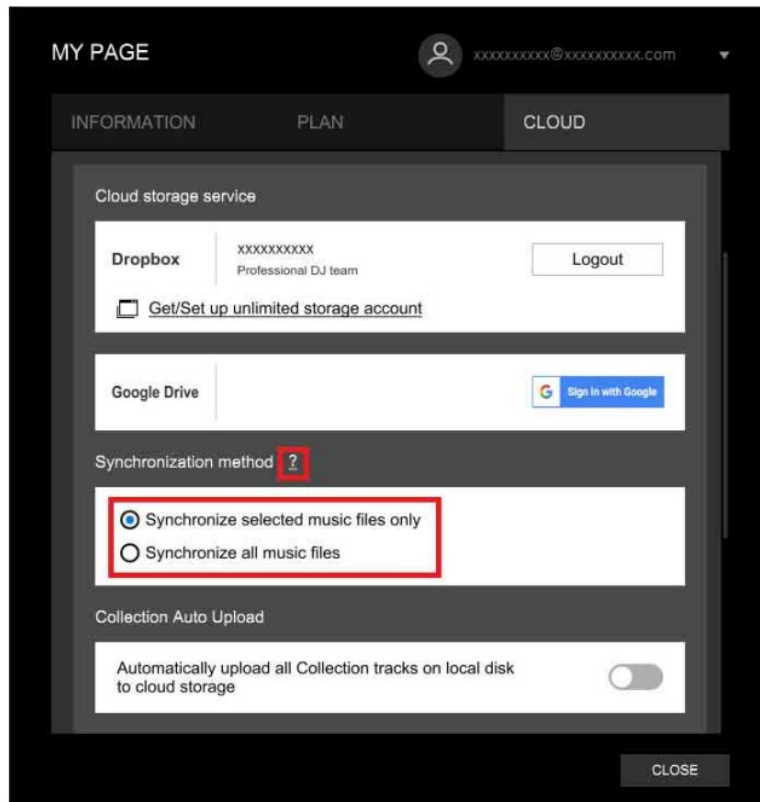 MY PAGE
xxxxxxxxxx@xxxxxxxxxx.com
INFORMATION
PLAN
CLOUD
Cloud storage service
Dropbox
xxxxxxxxxx
Professional DJ team
Logout
Get/Set up unlimited storage account
Google Drive
G
Sign in with Google
Synchronization method ?
Synchronize selected music files only
Synchronize all music files
Collection Auto Upload
Automatically upload all Collection tracks on local disk
to cloud storage
CLOSE